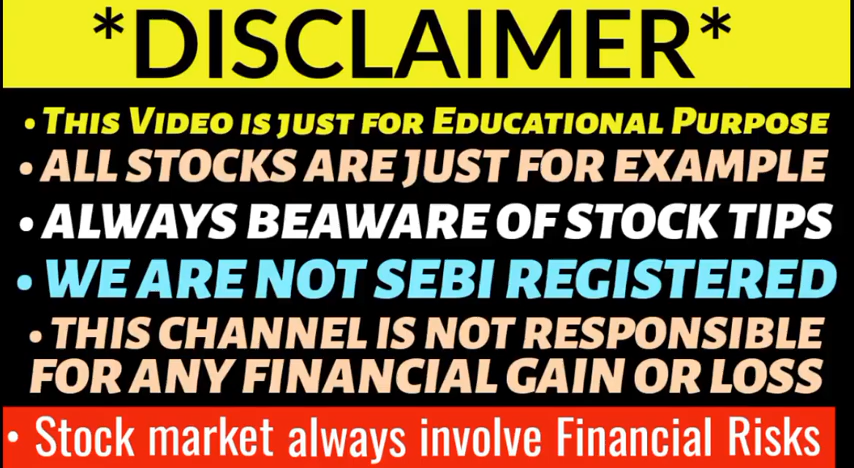 *DISCLAIMER*
• THIS VIDEO IS JUST FOR EDUCATIONAL PURPOSE
• ALL STOCKS ARE JUST FOR EXAMPLE
• ALWAYS BEAWARE OF STOCK TIPS
• WE ARE NOT SEBI REGISTERED
• THIS CHANNEL IS NOT RESPONSIBLE
FOR ANY FINANCIAL GAIN OR LOSS
• Stock market always involve Financial Risks